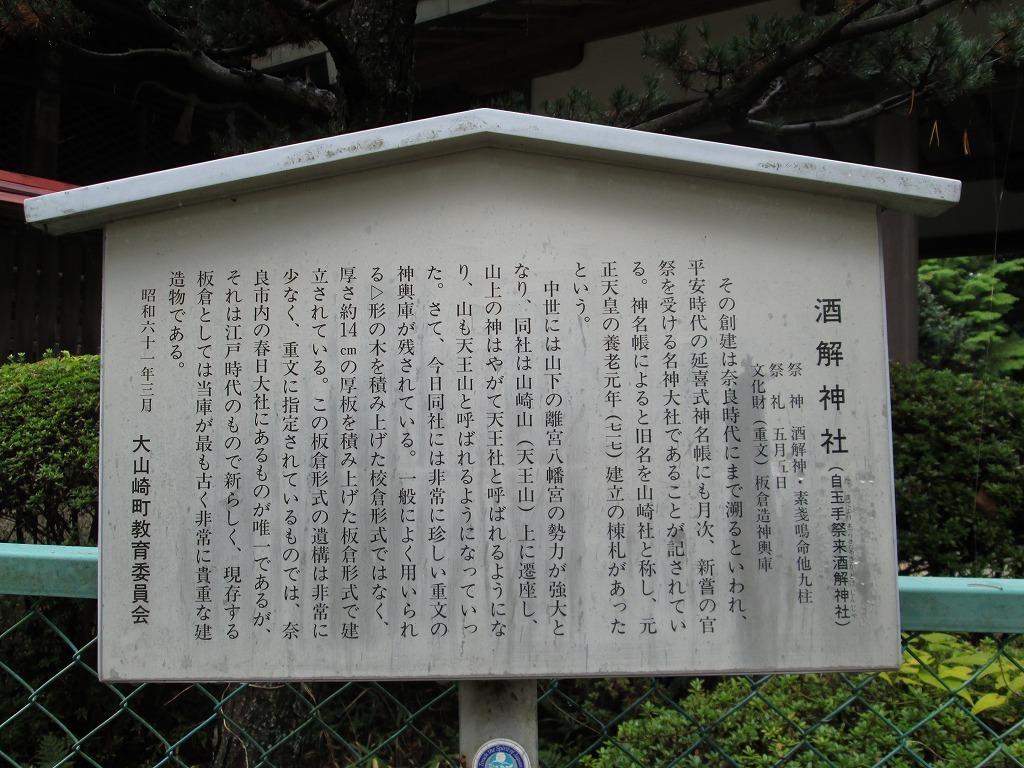 酒解神社(自玉手祭来酒解神社)
祭　神　酒解神・素戔嗚命他九柱
祭　礼　五月五日
文化財(重文)板倉造神輿庫
その創建は奈良時代にまで溯るといわれ、
平安時代の延喜式神名帳にも月次、新嘗の官
祭を受ける名神大社であることが記されてい
る。神名帳によると旧名を山崎社と称し、元
正天皇の養老元年(七一七)建立の棟札があった
という。
中世には山下の離宮八幡宮の勢力が強大と
なり、同社は山崎山(天王山)上に遷座し、
山上の神はやがて天王社と呼ばれるようにな
り、山も天王山と呼ばれるようになっていっ
た。さて、今日同社には非常に珍しい重文の
神輿庫が残されている。一般によく用いられ
る▷形の木を積み上げた校倉形式ではなく、
厚さ約14㎝の厚板を積み上げた板倉形式で建
立されている。この板倉形式の遺構は非常に
少なく、重文に指定されているものでは、奈
良市内の春日大社にあるものが唯一であるが、
それは江戸時代のもので新らしく、現存する
板倉としては当庫が最も古く非常に貴重な建
造物である。
昭和六十一年三月　大山崎町教育委員会